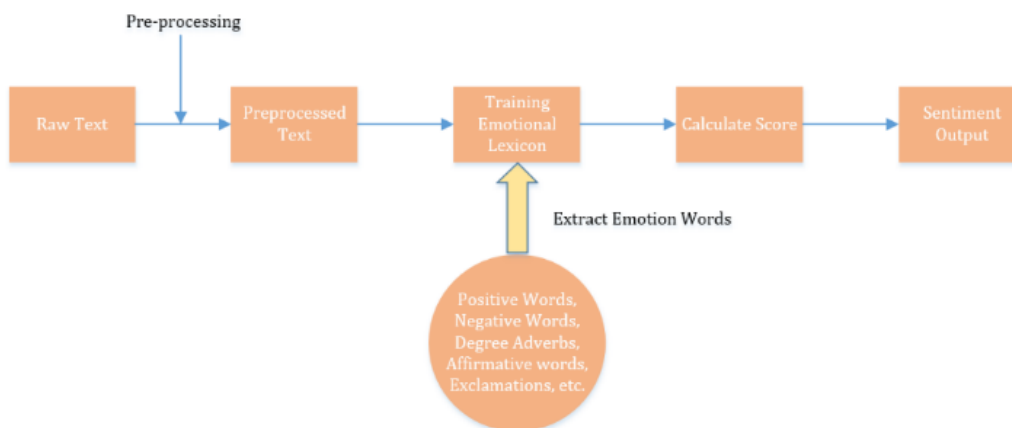 Pre-processing
Raw Text
Preprocessed
Text
Training
Emotional
Lexicon
Calculate Score
Sentiment
Output
Extract Emotion Words
Positive Words,
Negative Words,
Degree Adverbs,
Affirmative words,
Exclamations, etc.